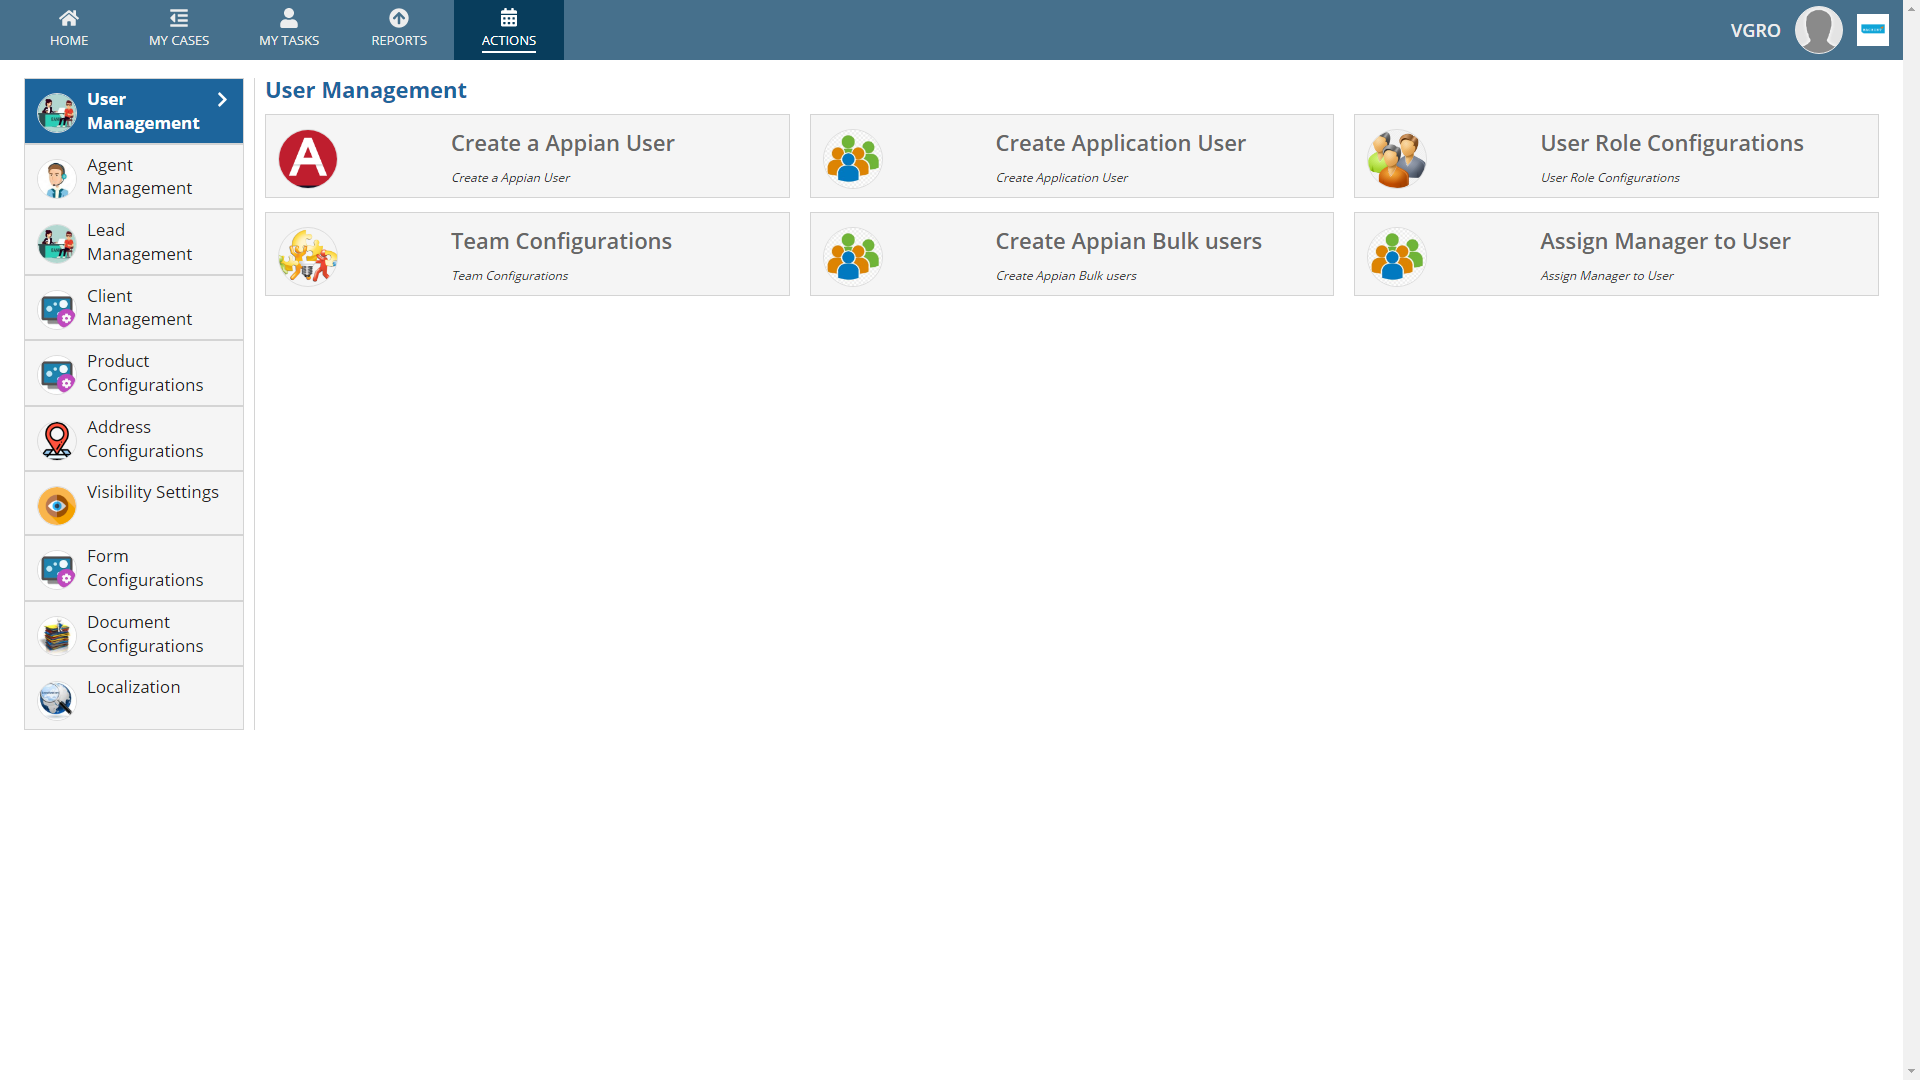 HOME
MY CASES
MY TASKS
REPORTS
ACTIONS
VGRO
User
Management
Agent
Management
Lead
Management
Client
Management
Product
Configurations
Address
Configurations
Visibility Settings
Form
Configurations
Document
Configurations
Localization
User Management
Create a Appian User
Create a Appian User
Create Application User
Create Application User
User Role Configurations
User Role Configurations
Team Configurations
Team Configurations
Create Appian Bulk users
Create Appian Bulk users
Assign Manager to User
Assign Manager to User